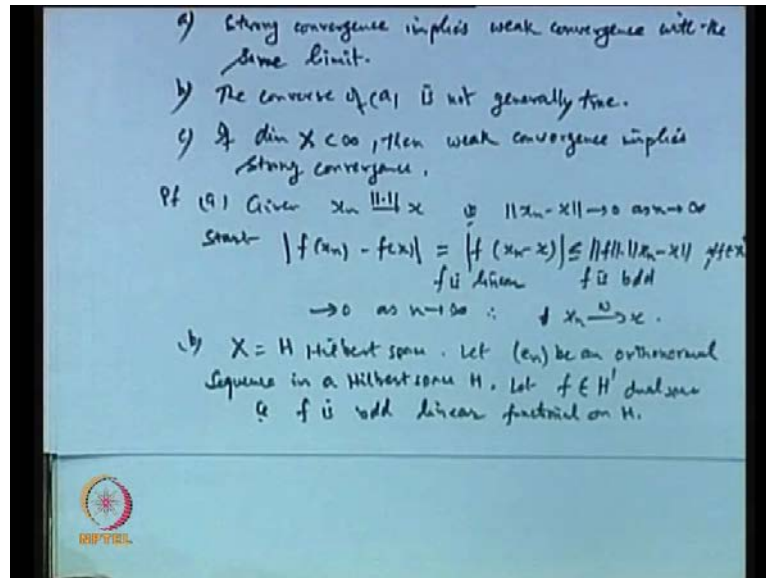 a) Strong convergence implies weak convergence with the
same limit.
b) The converse of (a) is not generally true.
c) If dim X < ∞, then weak convergence implies
strong convergence.
Pf (a) Given xn —||.||→ x ie ||xn - x|| → 0 as n → ∞
Start |f(xn) - f(x)| = |f(xn - x)| ≤ ||f||.||xn - x|| ∀ f ∈ X'
f is linear f is bdd
→ 0 as n → ∞ ∴ xn —w→ x.
(b) X = H Hilbert space. Let (en) be an orthonormal
sequence in a Hilbert space H. Let f ∈ H' dual space
ie f is bdd linear functional on H.
NPTEL